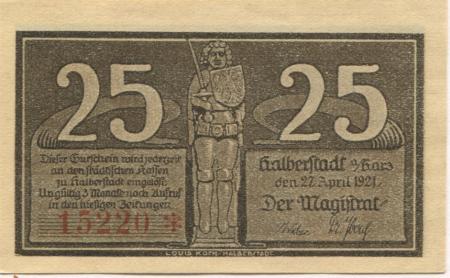 25 25
Dieser Gutschein wird jederzeit
an den städtischen Kassen
zu Halberstadt eingelöst.
Ungültig 3 Monate nach Aufruf
in den hiesigen Zeitungen
15220 *
Halberstadt a/Harz
den 27. April 1921.
Der Magistrat
LOUIS KOCH-HALBERSTADT